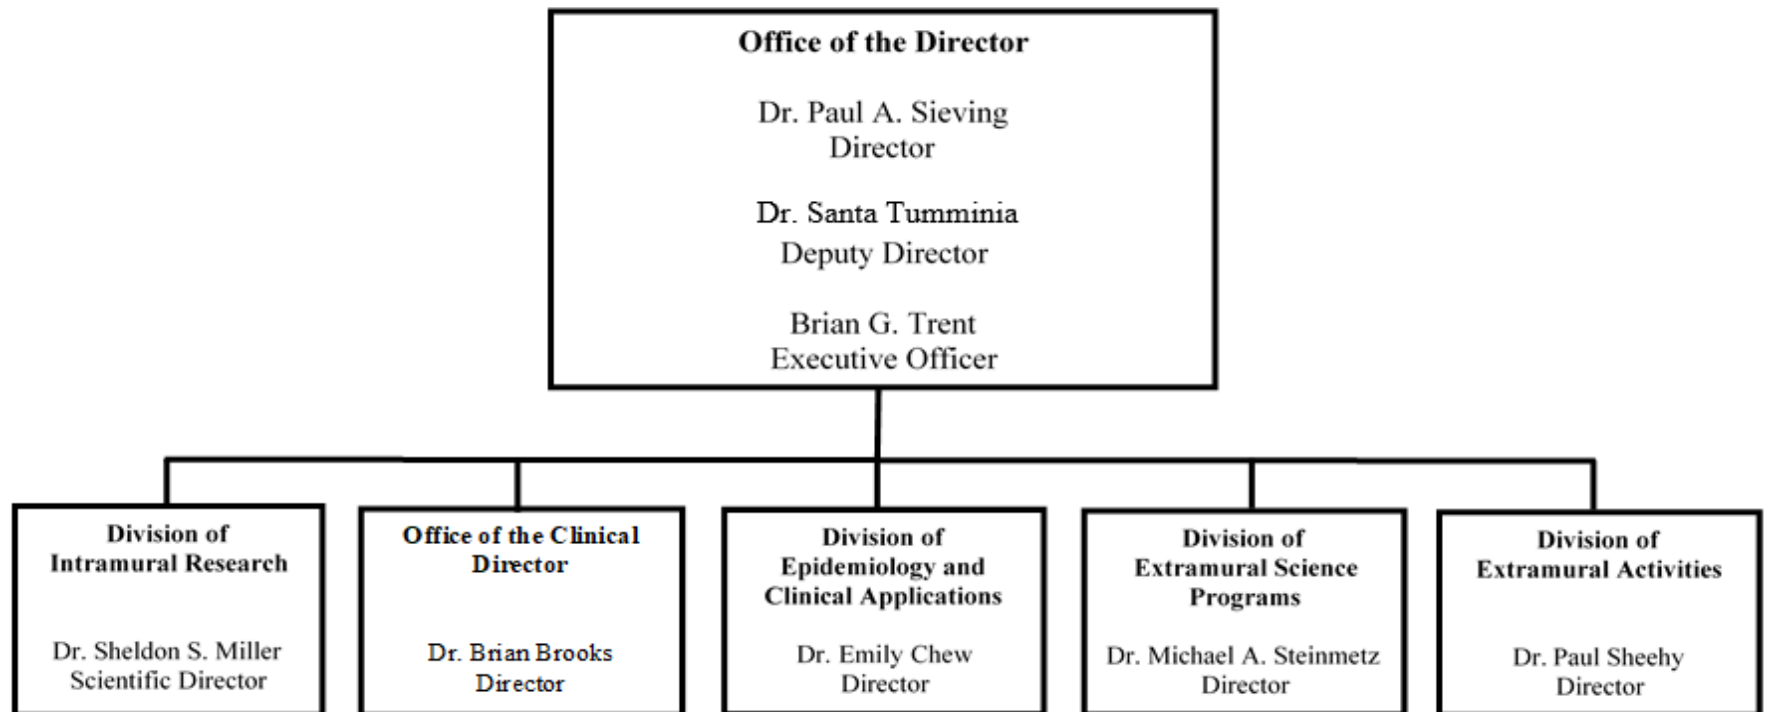 Office of the Director
Dr. Paul A. Sieving
Director
Dr. Santa Tumminia
Deputy Director
Brian G. Trent
Executive Officer
Division of
Intramural Research
Dr. Sheldon S. Miller
Scientific Director
Office of the Clinical
Director
Dr. Brian Brooks
Director
Division of
Epidemiology and
Clinical Applications
Dr. Emily Chew
Director
Division of
Extramural Science
Programs
Dr. Michael A. Steinmetz
Director
Division of
Extramural Activities
Dr. Paul Sheehy
Director